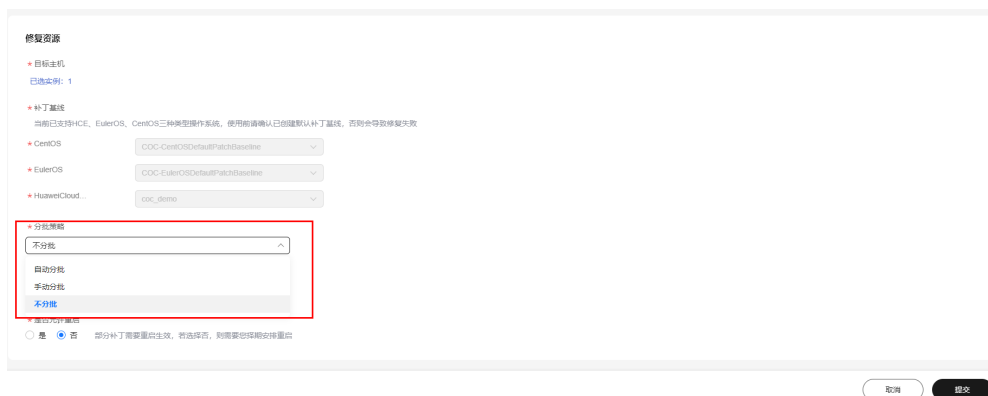 修复资源
* 目标主机
已选实例：1
* 补丁基线
当前已支持HCE、EulerOS、CentOS三种类型操作系统，使用前请确认已创建默认补丁基线，否则会导致修复失败
* CentOS
COC-CentOSDefaultPatchBaseline
* EulerOS
COC-EulerOSDefaultPatchBaseline
* HuaweiCloud...
coc_demo
* 分批策略
不分批
自动分批
手动分批
不分批
* 是否允许重启
是 否 部分补丁需要重启生效，若选择否，则需要您择期安排重启
取消 提交